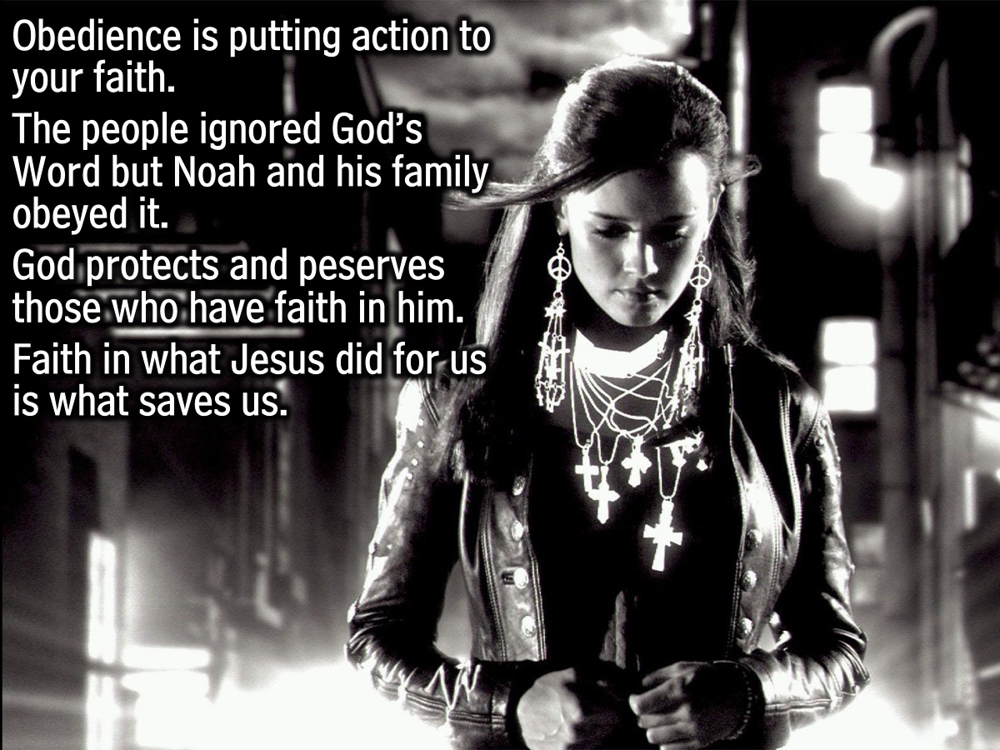 Obedience is putting action to
your faith.
The people ignored God's
Word but Noah and his family
obeyed it.
God protects and peserves
those who have faith in him.
Faith in what Jesus did for us
is what saves us.